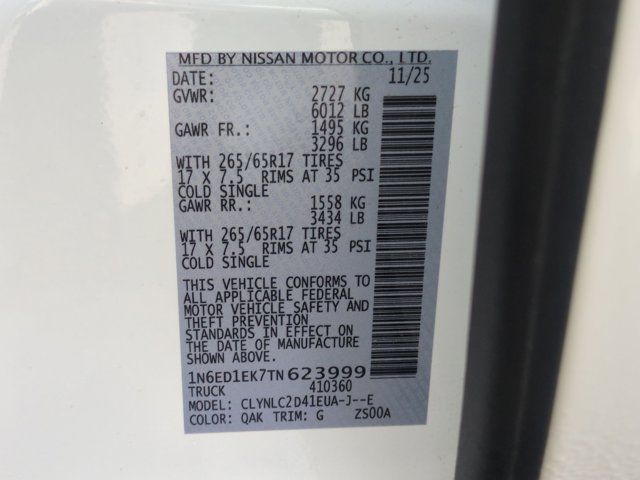 MFD BY NISSAN MOTOR CO., LTD.
DATE: 11/25
GVWR: 2727 KG
6012 LB
GAWR FR.: 1495 KG
3296 LB
WITH 265/65R17 TIRES
17 X 7.5 RIMS AT 35 PSI
COLD SINGLE
GAWR RR.: 1558 KG
3434 LB
WITH 265/65R17 TIRES
17 X 7.5 RIMS AT 35 PSI
COLD SINGLE
THIS VEHICLE CONFORMS TO
ALL APPLICABLE FEDERAL
MOTOR VEHICLE SAFETY AND
THEFT PREVENTION
STANDARDS IN EFFECT ON
THE DATE OF MANUFACTURE
SHOWN ABOVE.
1N6ED1EK7TN623999
TRUCK 410360
MODEL: CLYNLC2D41EUA-J--E
COLOR: QAK TRIM: G ZS00A